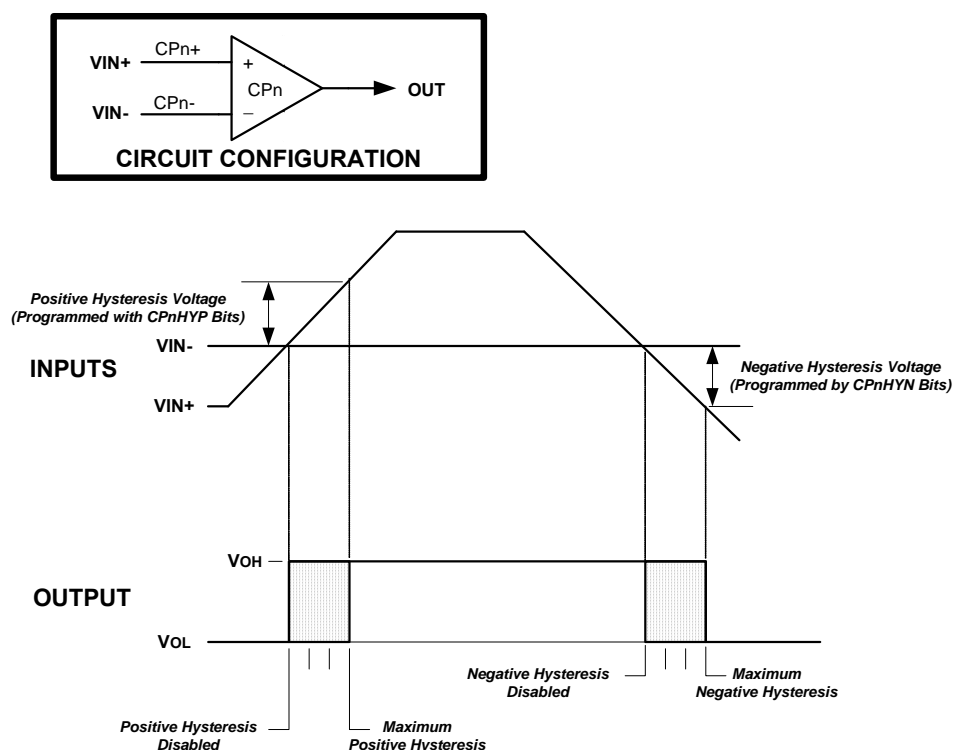 CPn+
VIN+
+
CPn
OUT
CPn-
VIN-
−
CIRCUIT CONFIGURATION
Positive Hysteresis Voltage
(Programmed with CPnHYP Bits)
VIN-
INPUTS
Negative Hysteresis Voltage
(Programmed by CPnHYN Bits)
VIN+
VOH
OUTPUT
VOL
Negative Hysteresis
Disabled
Maximum
Negative Hysteresis
Positive Hysteresis
Disabled
Maximum
Positive Hysteresis